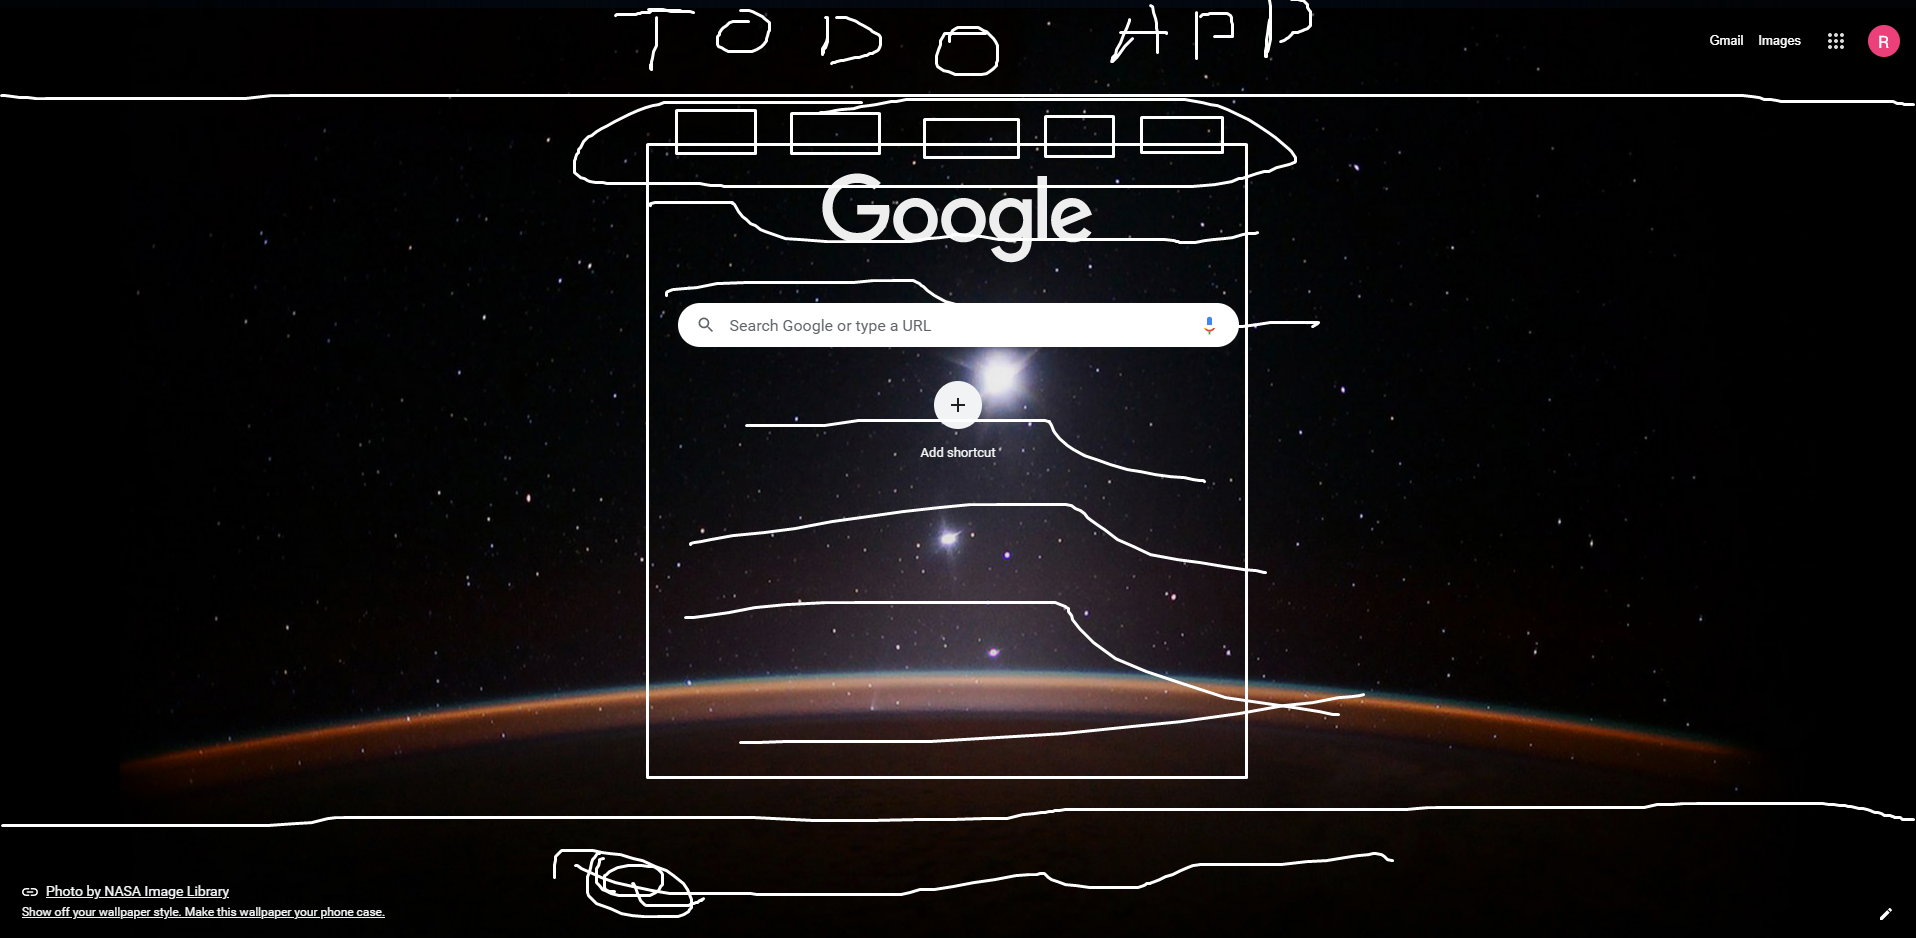 TODO APP
Gmail Images
R
Google
Search Google or type a URL
Add shortcut
Photo by NASA Image Library
Show off your wallpaper style. Make this wallpaper your phone case.